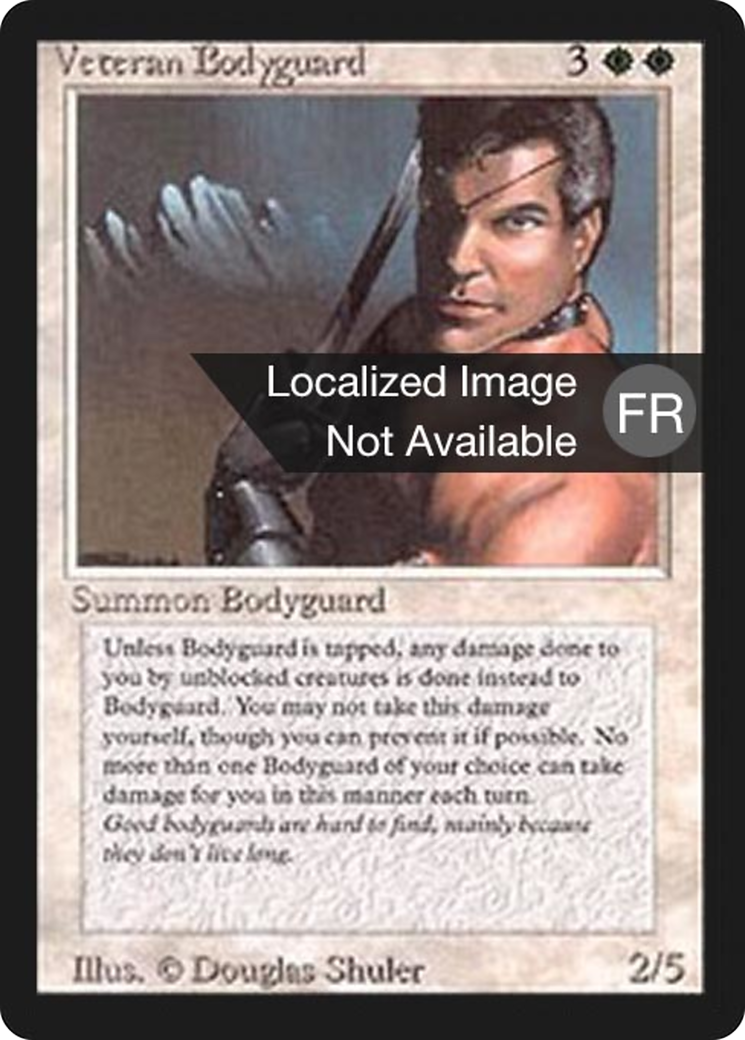 Veteran Bodyguard 3
Localized Image
Not Available
FR
Summon Bodyguard
Unless Bodyguard is tapped, any damage done to
you by unblocked creatures is done instead to
Bodyguard. You may not take this damage
yourself, though you can prevent it if possible. No
more than one Bodyguard of your choice can take
damage for you in this manner each turn.
Good bodyguards are hard to find, mainly because
they don't live long.
Illus. © Douglas Shuler 2/5